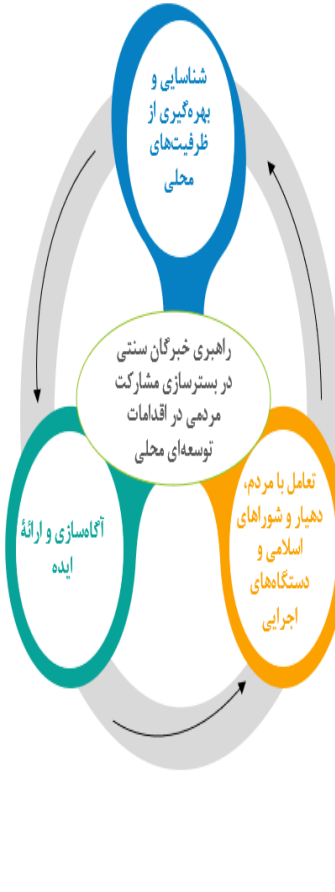 شناسایی و
بهره‌گیری از
ظرفیت‌های
محلی
راهبری خبرگان سنتی
در بسترسازی مشارکت
مردمی در اقدامات
توسعه‌ای محلی
تعامل با مردم،
دهیار و شوراهای
اسلامی و
دستگاه‌های
اجرایی
آگاه‌سازی و ارائۀ
ایده